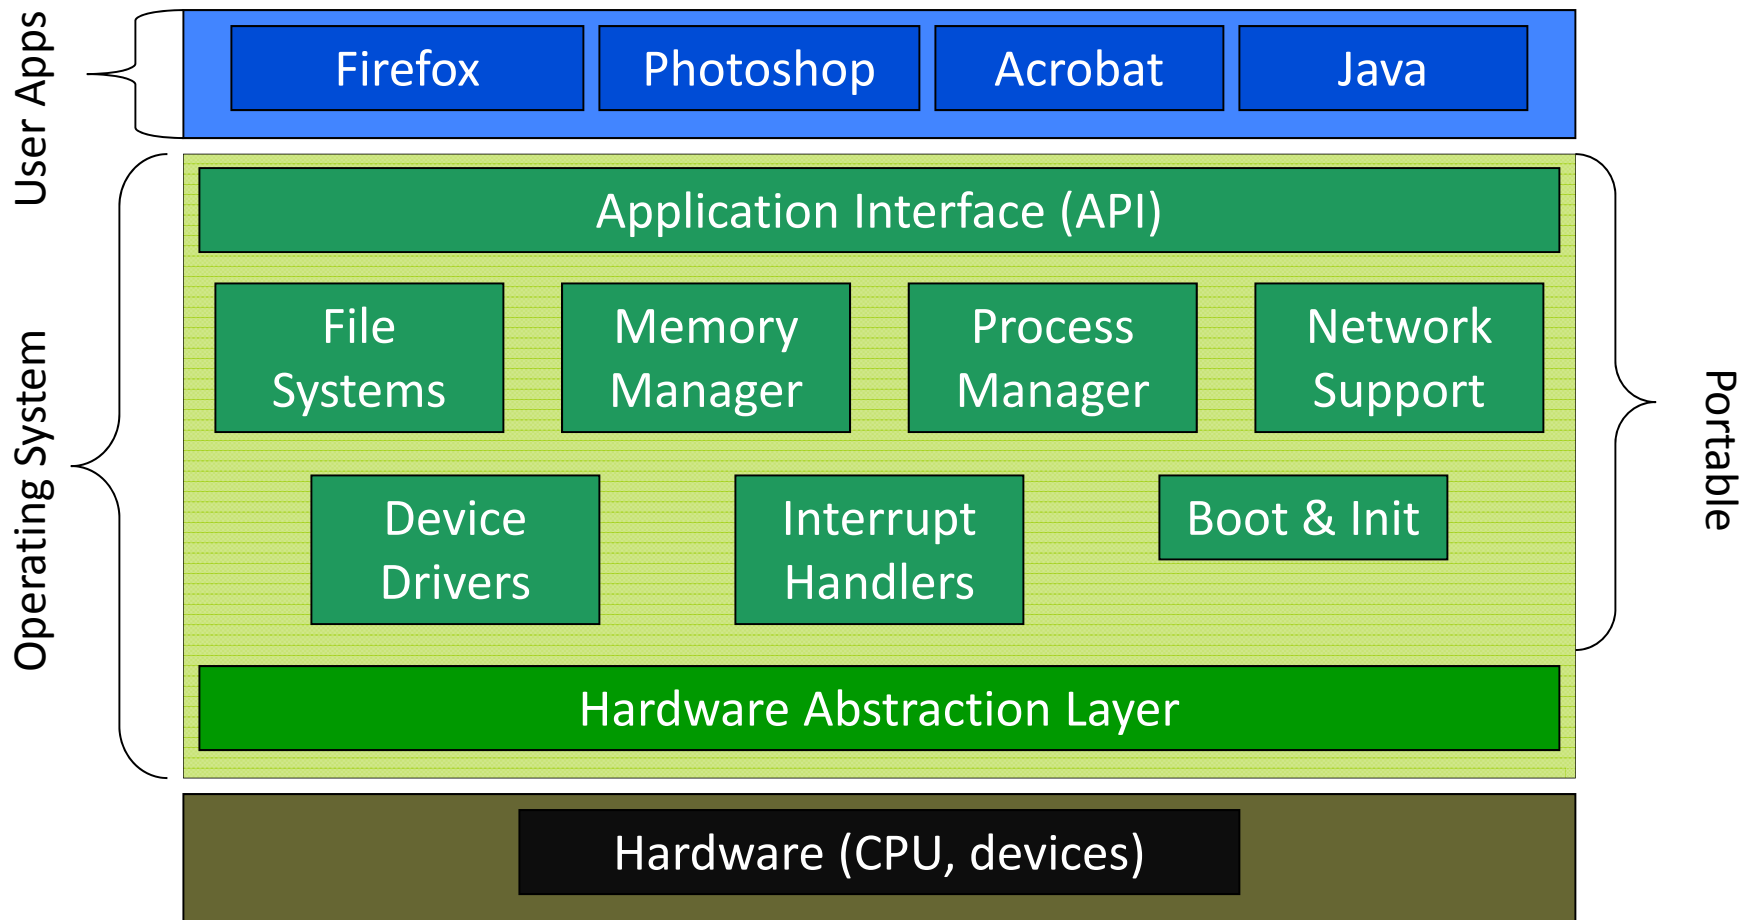 User Apps
Firefox
Photoshop
Acrobat
Java
Operating System
Application Interface (API)
File
Systems
Memory
Manager
Process
Manager
Network
Support
Portable
Device
Drivers
Interrupt
Handlers
Boot & Init
Hardware Abstraction Layer
Hardware (CPU, devices)